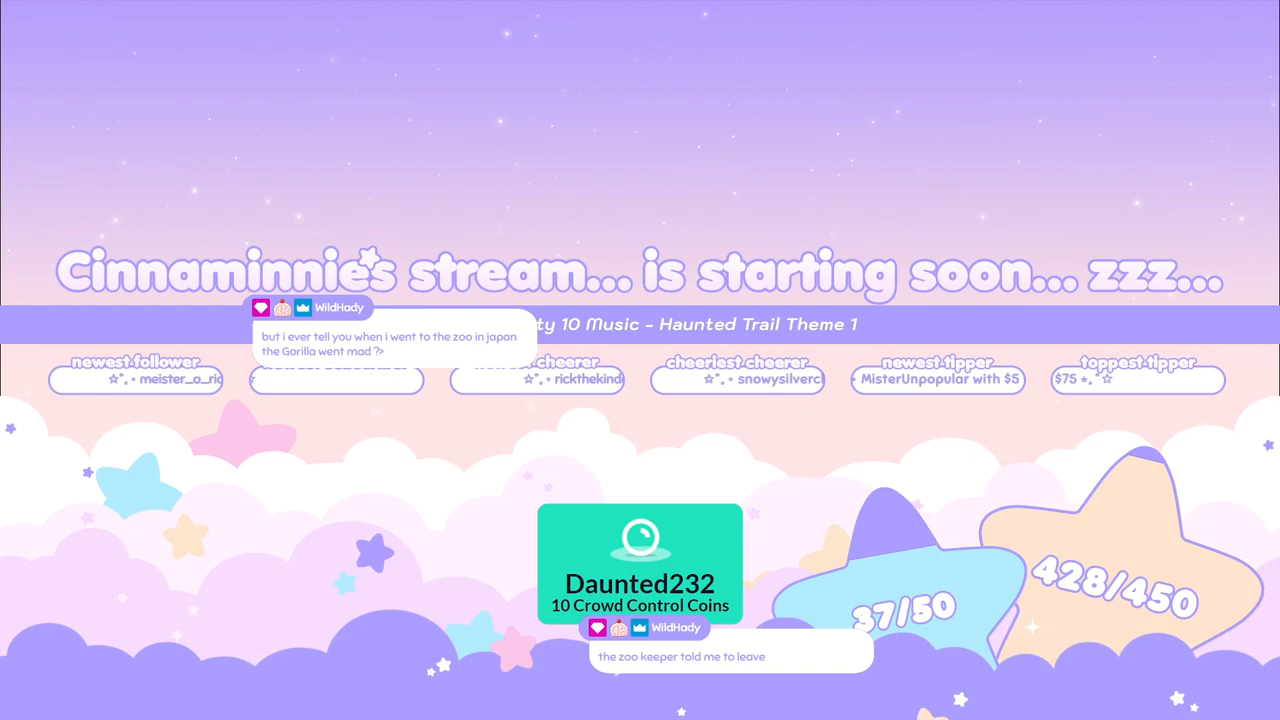 Cinnaminnie's stream... is starting soon... zzz...
WildHady
10 Music - Haunted Trail Theme 1
but i ever tell you when i went to the zoo in japan
the Gorilla went mad ?>
newest follower
cheerer
cheeriest cheerer
newest tipper
toppest tipper
☆"⋆• meister_o_ric
rickthekind
snowysilverc
• MisterUnpopular with $5
$75
428/450
37/50
Daunted232
10 Crowd Control Coins
WildHady
the zoo keeper told me to leave